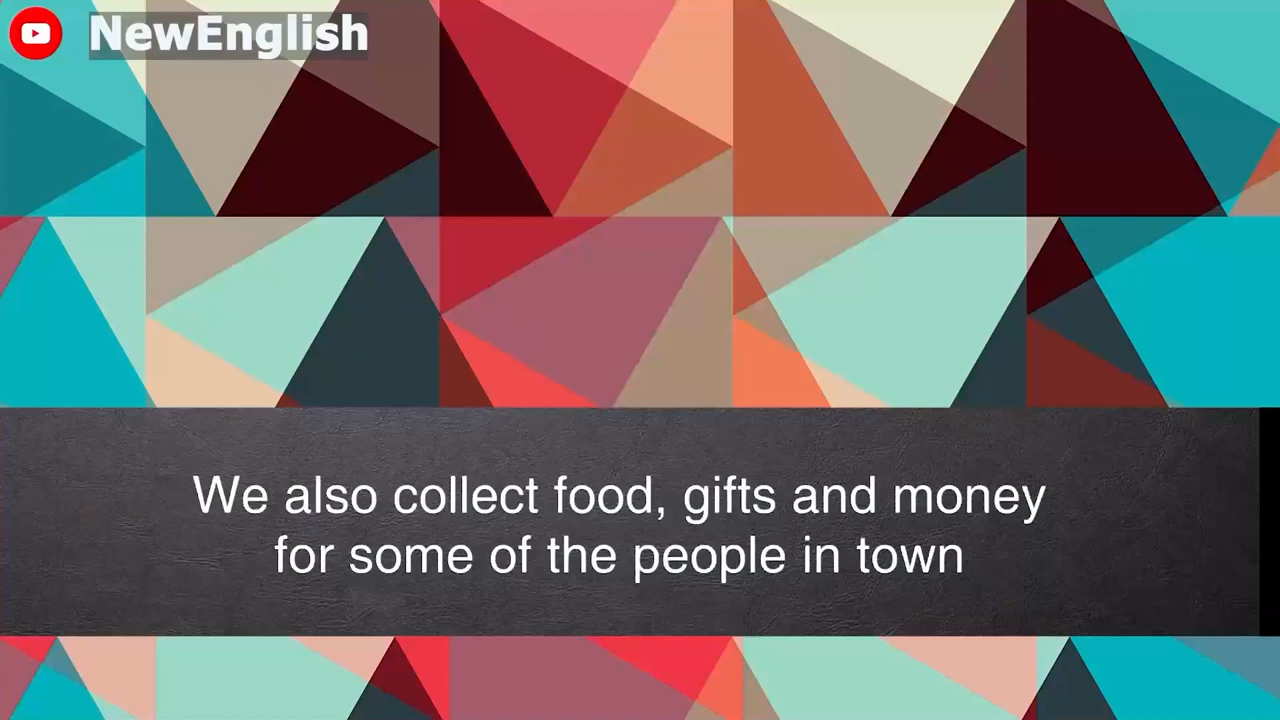 NewEnglish
We also collect food, gifts and money
for some of the people in town